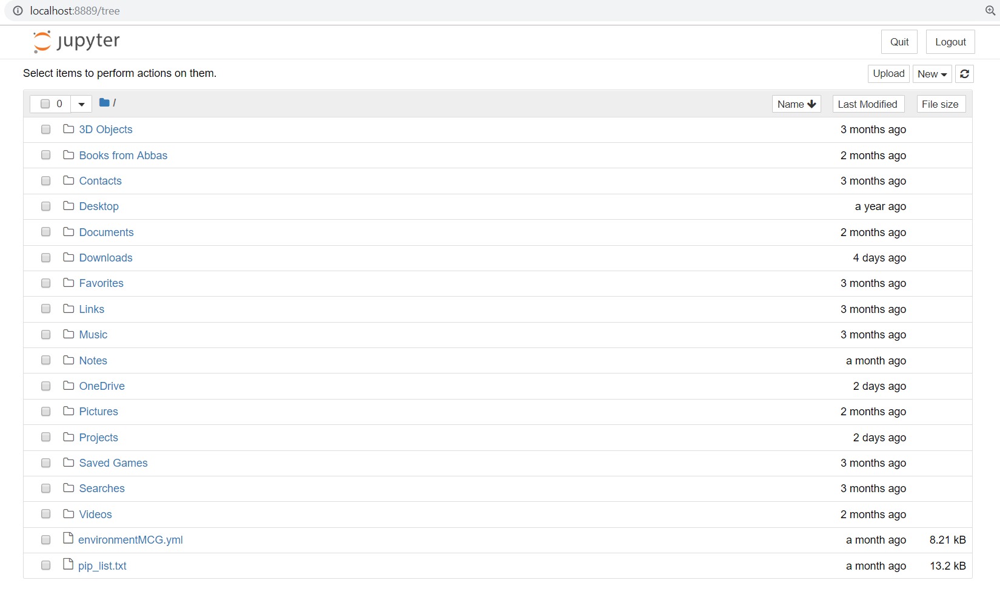 localhost:8889/tree
jupyter
Quit Logout
Select items to perform actions on them.
Upload New
0 / Name Last Modified File size
3D Objects 3 months ago
Books from Abbas 2 months ago
Contacts 3 months ago
Desktop a year ago
Documents 2 months ago
Downloads 4 days ago
Favorites 3 months ago
Links 3 months ago
Music 3 months ago
Notes a month ago
OneDrive 2 days ago
Pictures 2 months ago
Projects 2 days ago
Saved Games 3 months ago
Searches 3 months ago
Videos 2 months ago
environmentMCG.yml a month ago 8.21 kB
pip_list.txt a month ago 13.2 kB